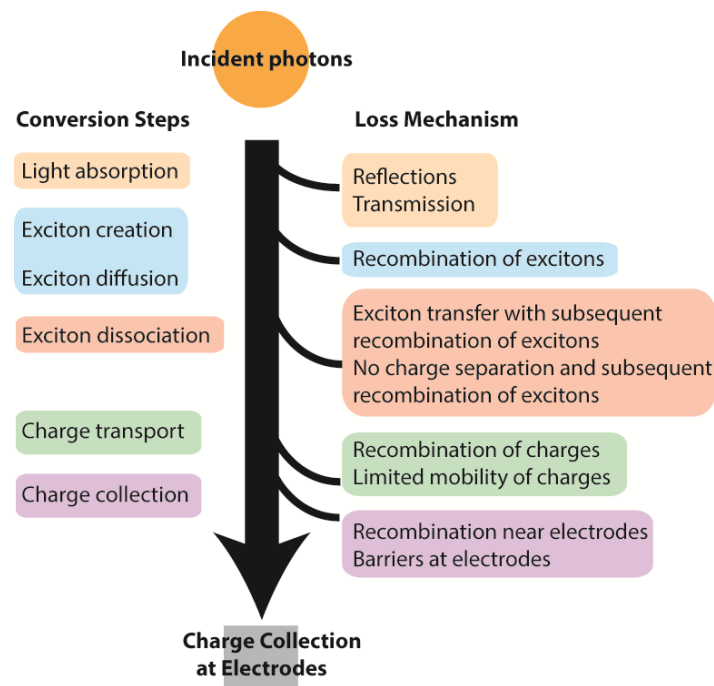 Incident photons
Conversion Steps
Loss Mechanism
Light absorption
Reflections
Transmission
Exciton creation
Exciton diffusion
Recombination of excitons
Exciton dissociation
Exciton transfer with subsequent
recombination of excitons
No charge separation and subsequent
recombination of excitons
Charge transport
Recombination of charges
Limited mobility of charges
Charge collection
Recombination near electrodes
Barriers at electrodes
Charge Collection
at Electrodes